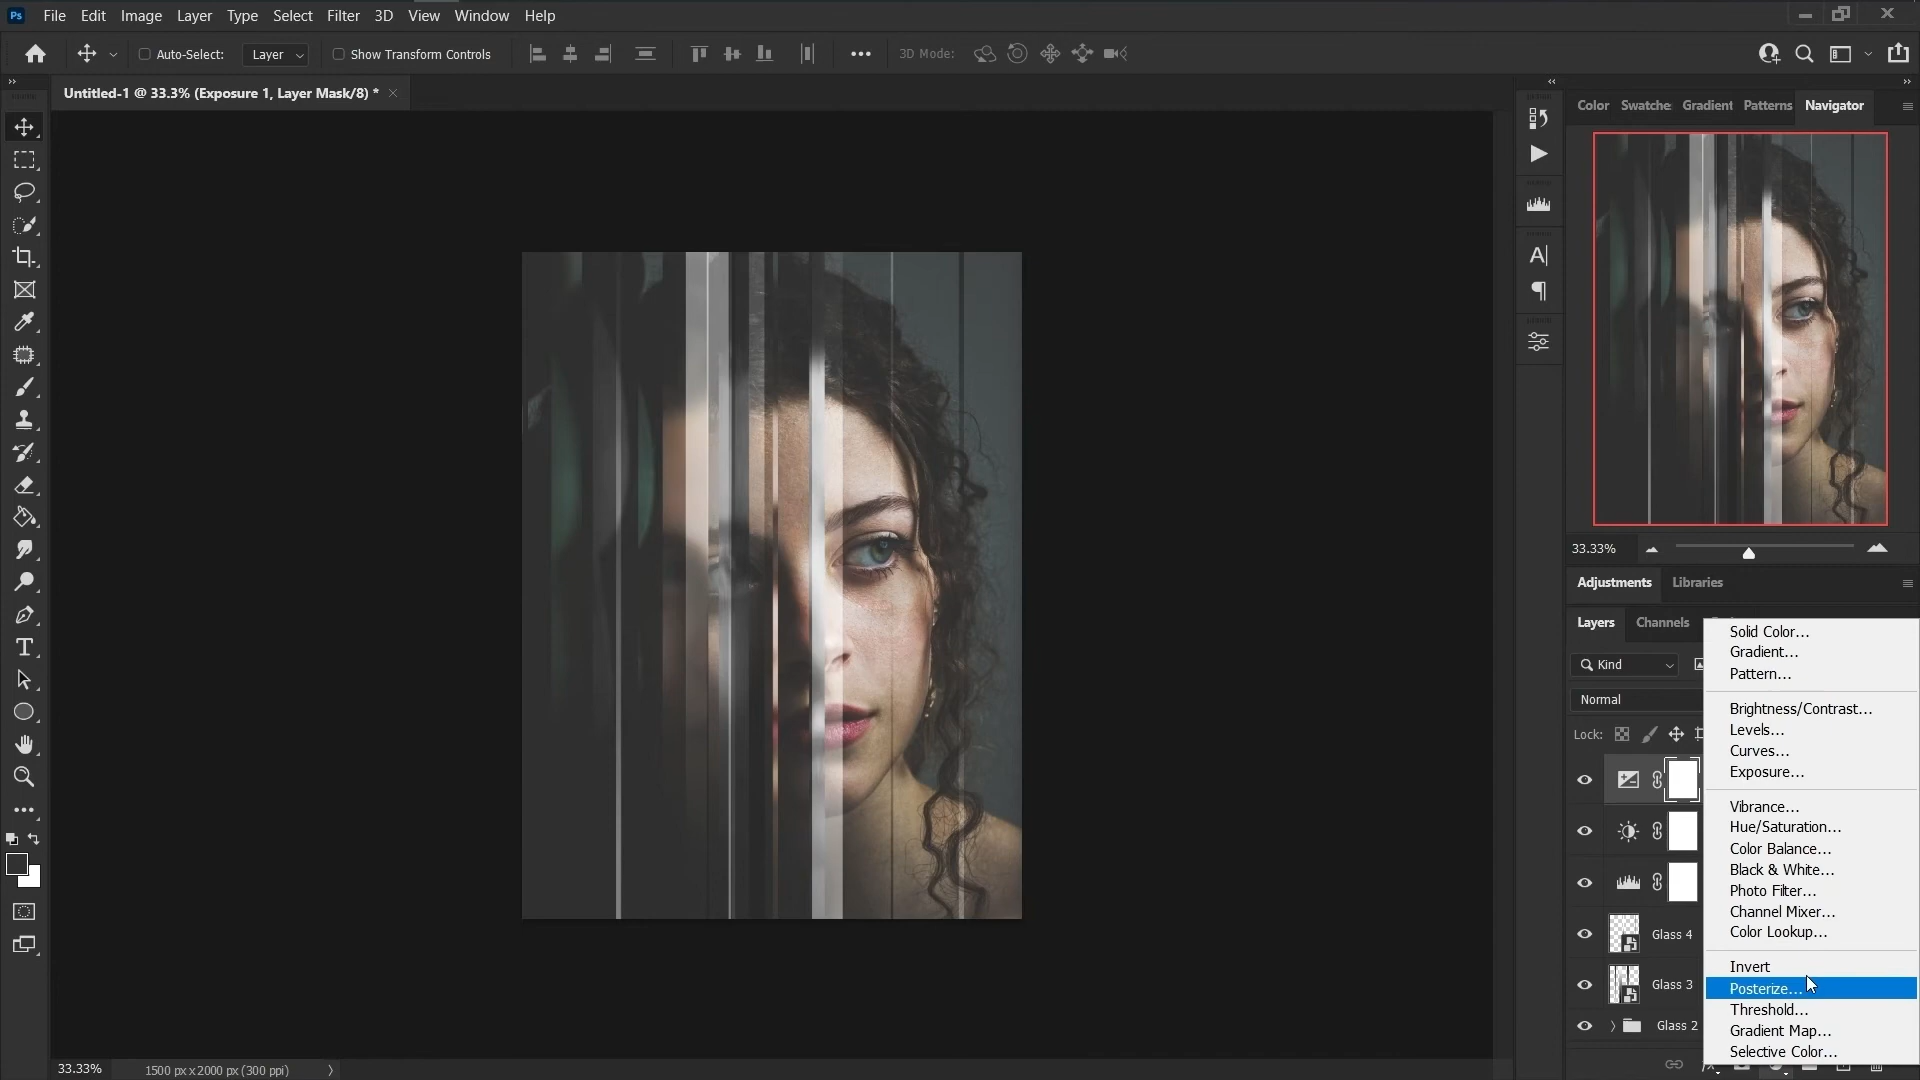 Ps File Edit Image Layer Type Select Filter 3D View Window Help
Auto-Select: Layer Show Transform Controls 3D Mode:
Untitled-1 @ 33.3% (Exposure 1, Layer Mask/8) *
Color Swatche Gradient Patterns Navigator
33.33%
Adjustments Libraries
Layers Channels
Kind
Normal
Lock:
Glass 4
Glass 3
Glass 2
Solid Color...
Gradient...
Pattern...
Brightness/Contrast...
Levels...
Curves...
Exposure...
Vibrance...
Hue/Saturation...
Color Balance...
Black & White...
Photo Filter...
Channel Mixer...
Color Lookup...
Invert
Posterize...
Threshold...
Gradient Map...
Selective Color...
33.33% 1500 px x 2000 px (300 ppi)